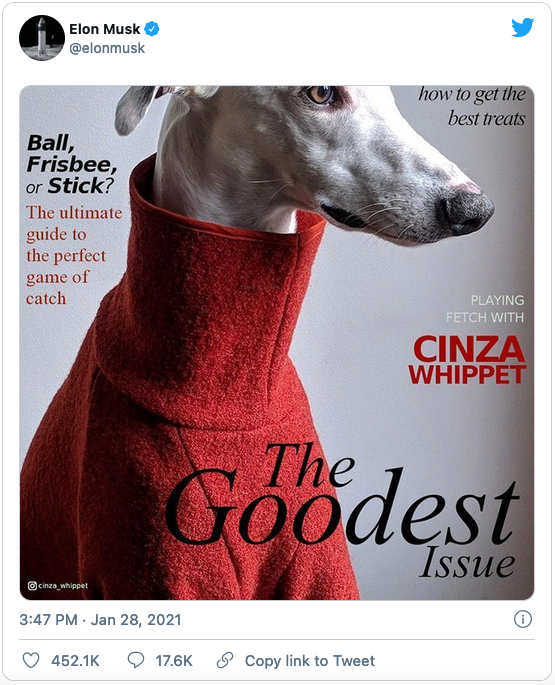 Elon Musk
@elonmusk
how to get the
best treats
Ball,
Frisbee,
or Stick?
The ultimate
guide to
the perfect
game of
catch
PLAYING
FETCH WITH
CINZA
WHIPPET
The
Goodest
Issue
cinza_whippet
3:47 PM · Jan 28, 2021
452.1K 17.6K Copy link to Tweet